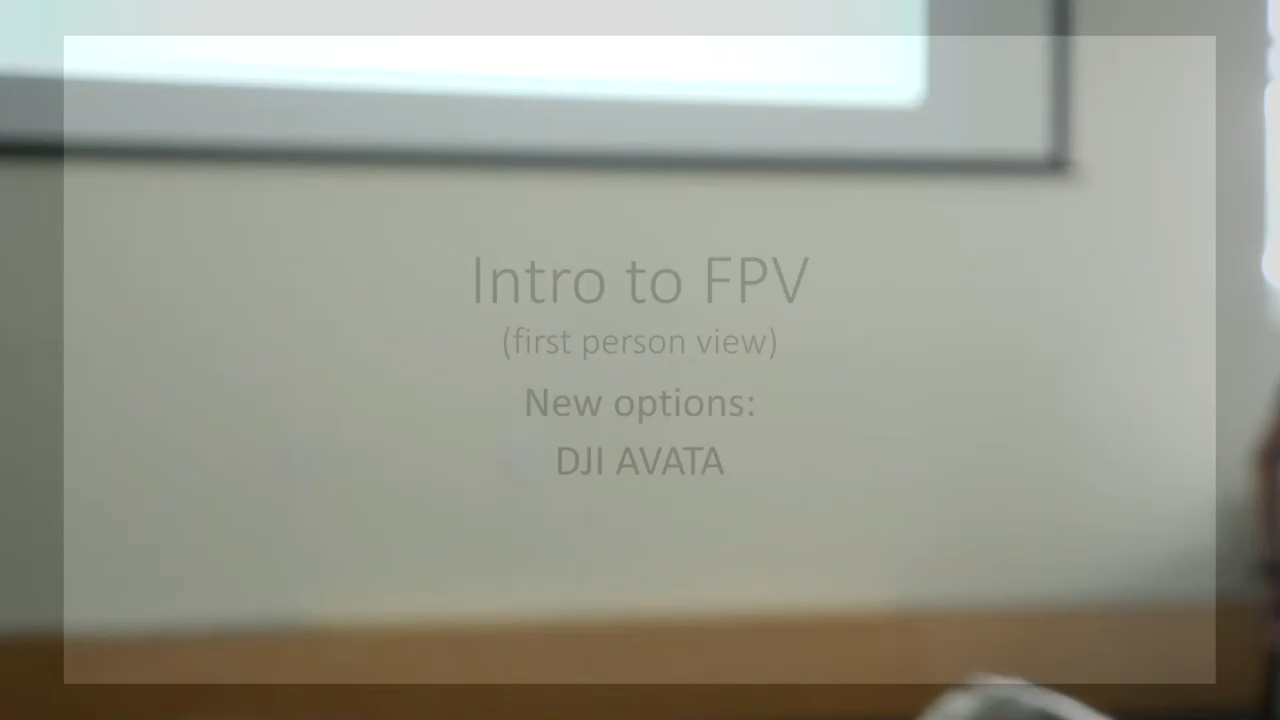 Intro to FPV
(first person view)
New options:
DJI AVATA